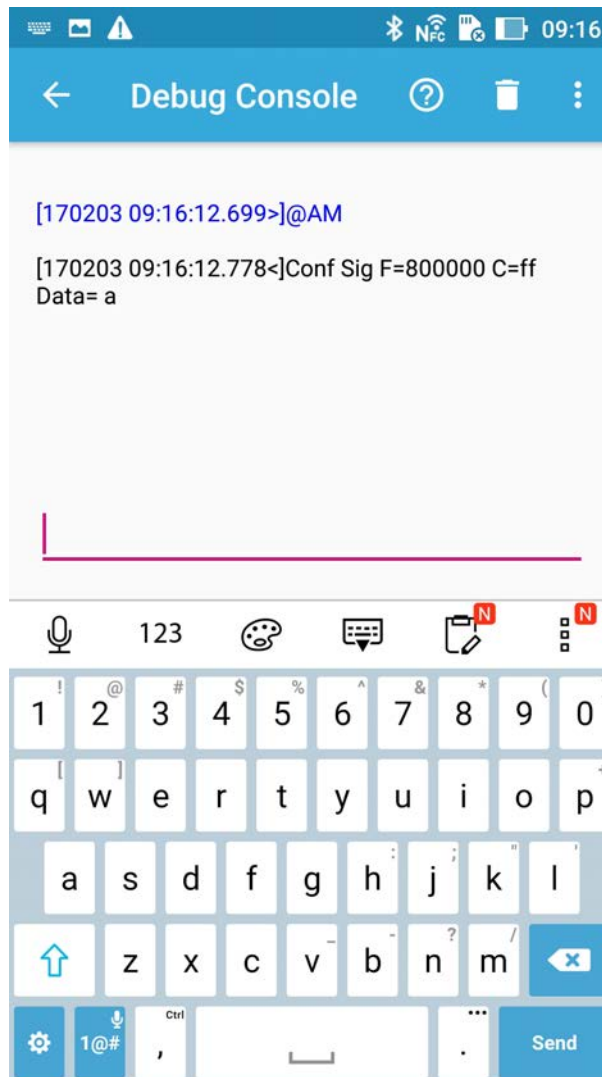 NFC 09:16
Debug Console
[170203 09:16:12.699>]@AM
[170203 09:16:12.778<]Conf Sig F=800000 C=ff
Data= a
123
N
N
! @ # $ % ^ & * (
1 2 3 4 5 6 7 8 9 0
[ ]
q w e r t y u i o p
: ; " '
a s d f g h j k l
_ - ? /
z x c v b n m
Ctrl
1@# , . Send